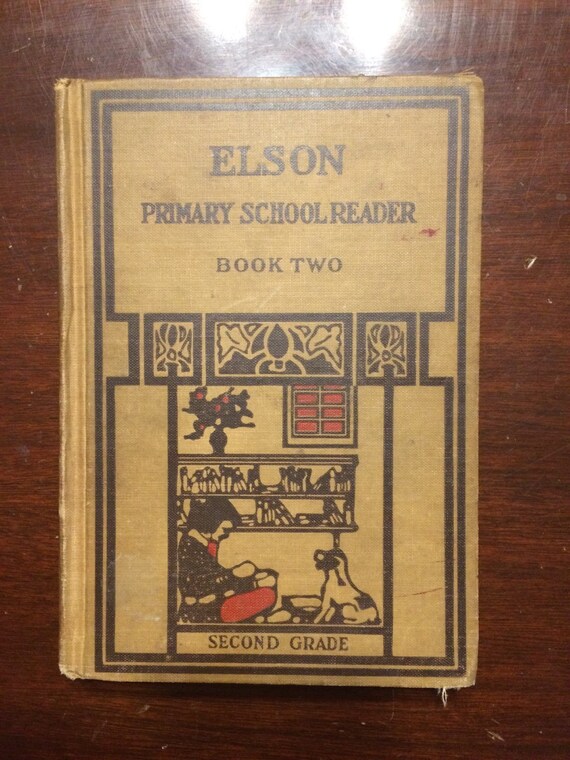 ELSON
PRIMARY SCHOOL READER
BOOK TWO
SECOND GRADE